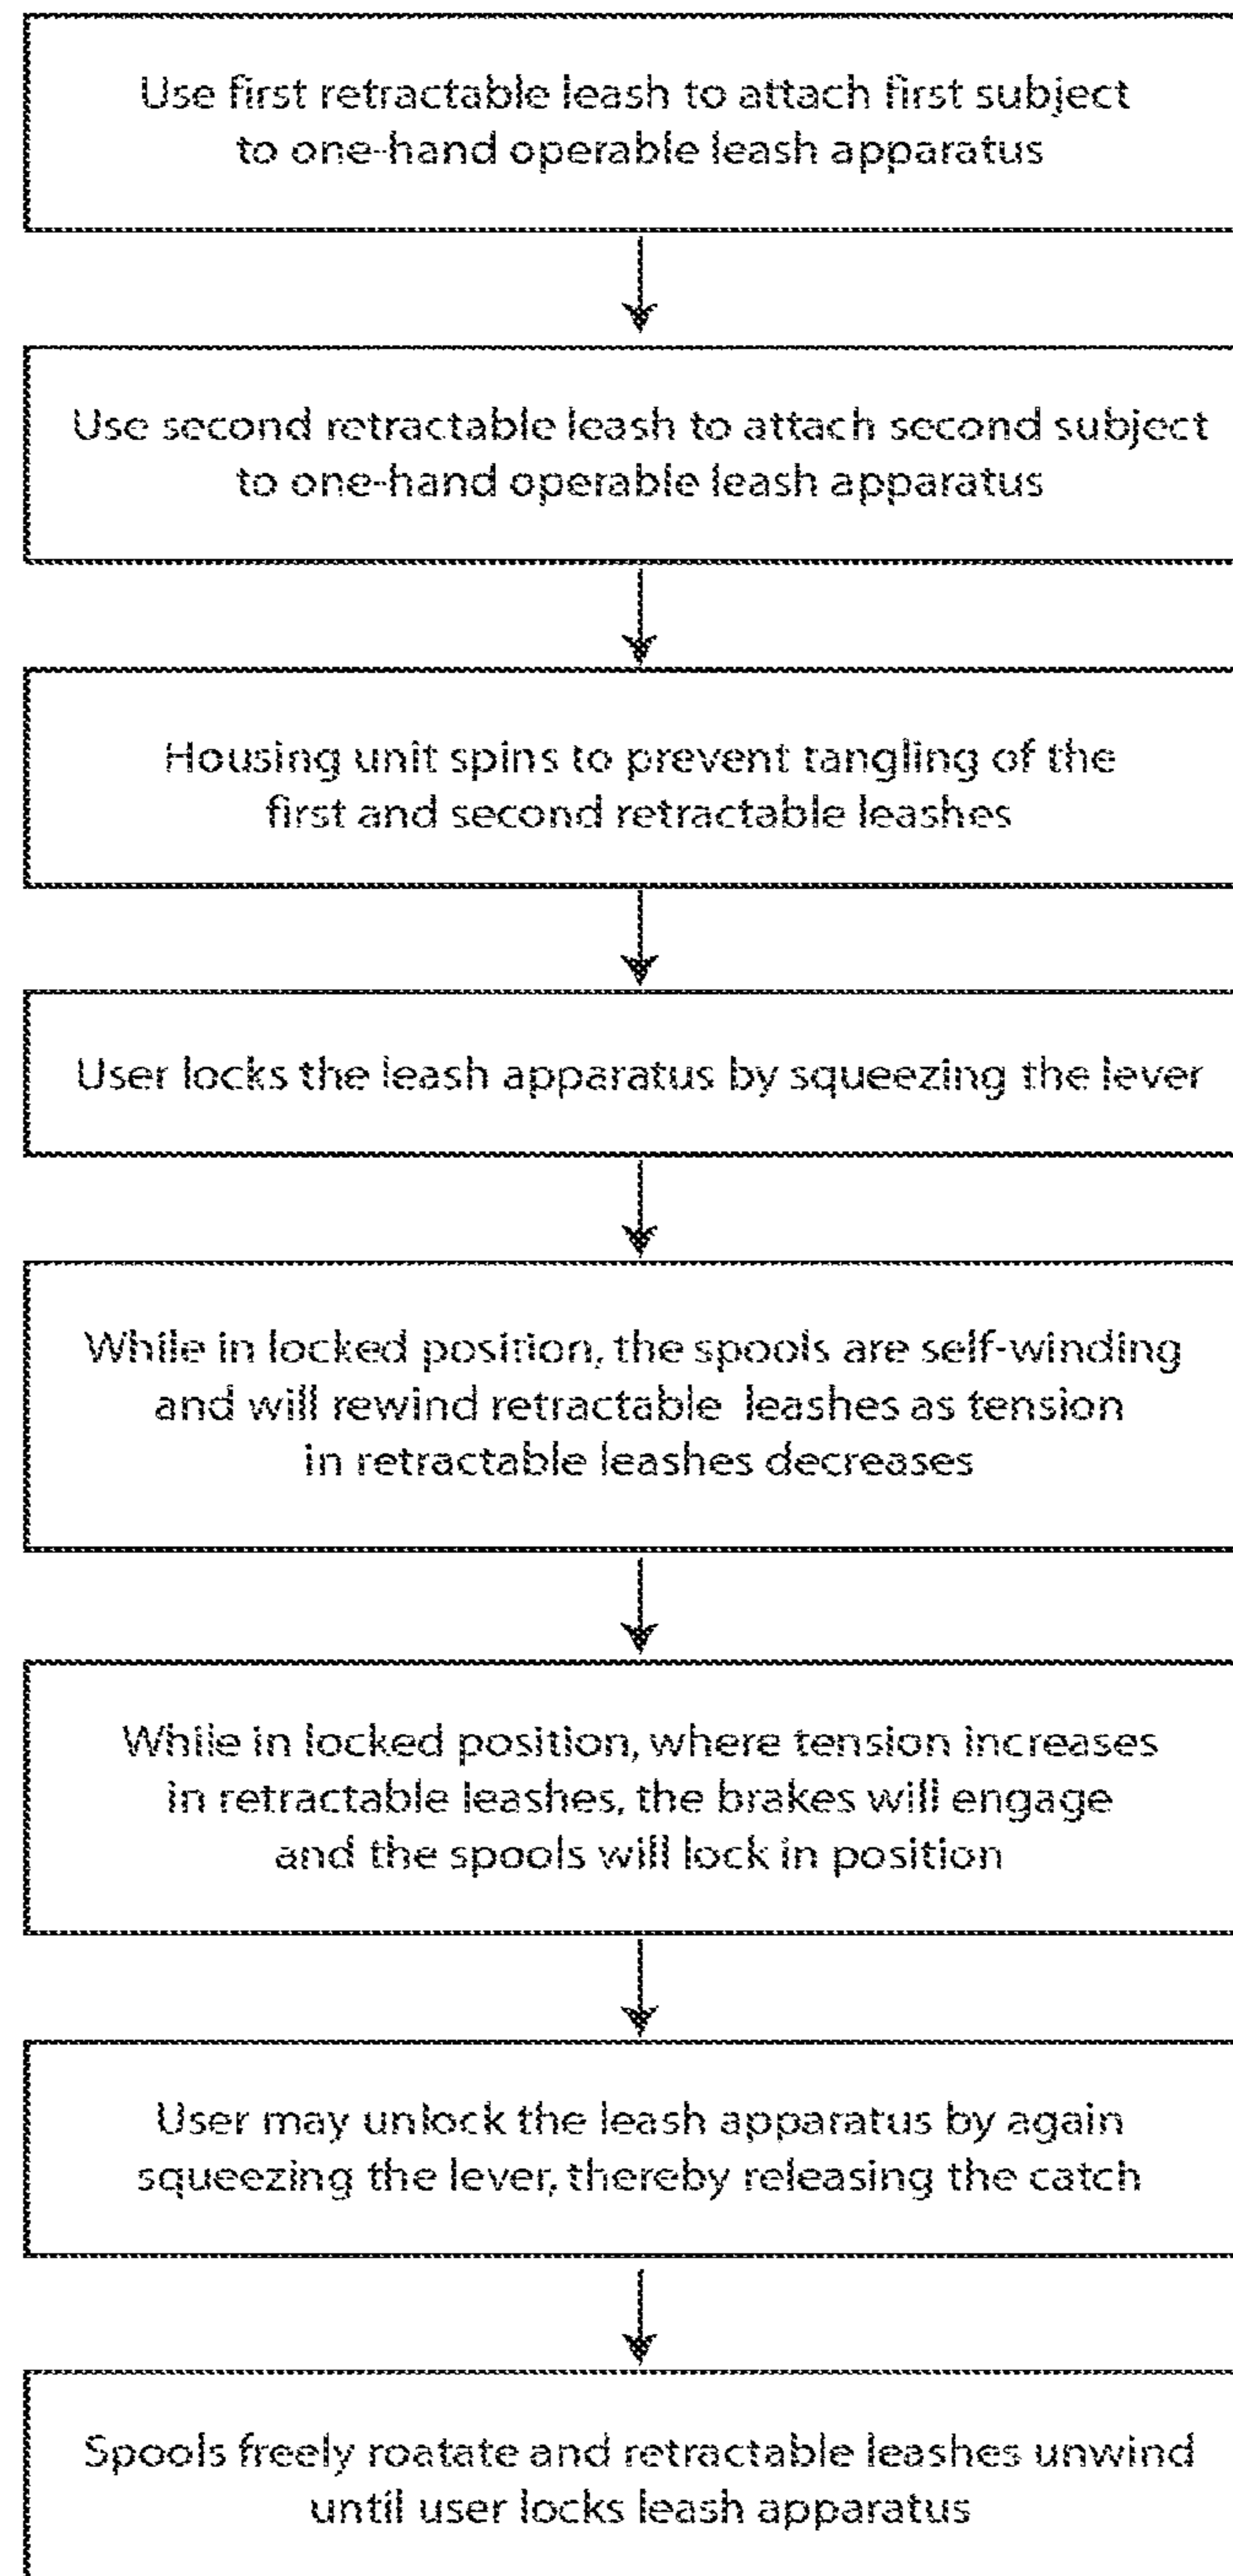 Use first retractable leash to attach first subject
to one-hand operable leash apparatus
Use second retractable leash to attach second subject
to one-hand operable leash apparatus
Housing unit spins to prevent tangling of the
first and second retractable leashes
User locks the leash apparatus by squeezing the lever
While in locked position, the spools are self-winding
and will rewind retractable leashes as tension
in retractable leashes decreases
While in locked position, where tension increases
in retractable leashes, the brakes will engage
and the spools will lock in position
User may unlock the leash apparatus by again
squeezing the lever, thereby releasing the catch
Spools freely roatate and retractable leashes unwind
until user locks leash apparatus